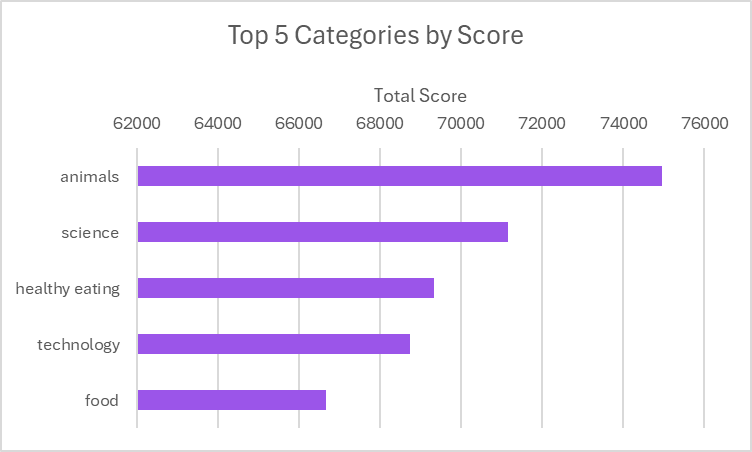 Top 5 Categories by Score
Total Score
62000 64000 66000 68000 70000 72000 74000 76000
animals
science
healthy eating
technology
food